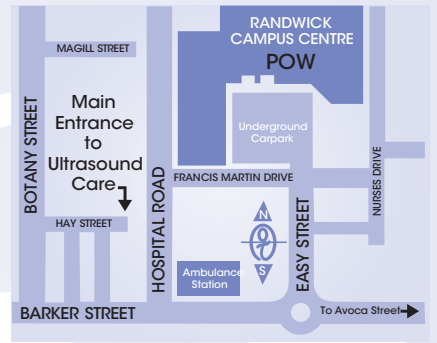 RANDWICK
CAMPUS CENTRE
POW
MAGILL STREET
Main
Entrance
to
Ultrasound
Care
Underground
Carpark
BOTANY STREET
HOSPITAL ROAD
FRANCIS MARTIN DRIVE
NURSES DRIVE
HAY STREET
N
S
EASY STREET
Ambulance
Station
BARKER STREET
To Avoca Street